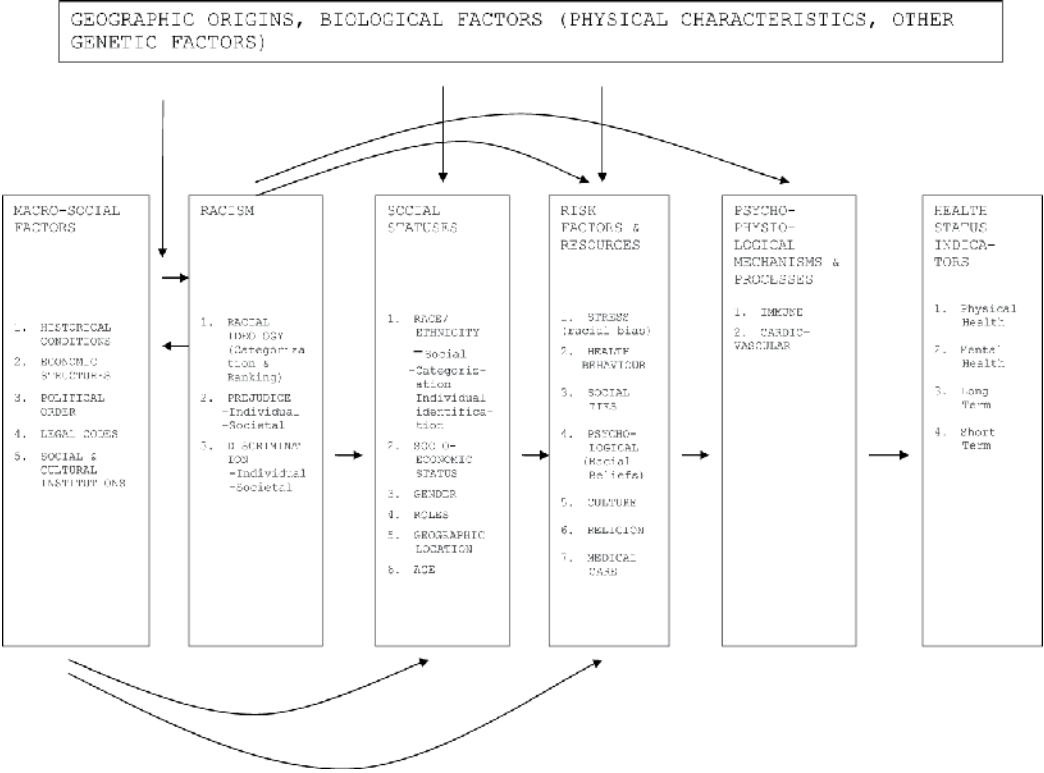 GEOGRAPHIC ORIGINS, BIOLOGICAL FACTORS (PHYSICAL CHARACTERISTICS, OTHER
GENETIC FACTORS)
MACRO-SOCIAL
FACTORS
1. HISTORICAL
CONDITIONS
2. ECONOMIC
STRUCTURES
3. POLITICAL
ORDER
4. LEGAL CODES
5. SOCIAL &
CULTURAL
INSTITUTIONS
RACISM
1. RACIAL
IDEOLOGY
(Categoriza
tion &
Ranking)
2. PREJUDICE
-Individual
-Societal
3. DISCRIMINAT
ION
-Individual
-Societal
SOCIAL
STATUSES
1. RACE/
ETHNICITY
-Social
-Categoriz-
ation
Individual
identifica-
tion
2. SOCIO-
ECONOMIC
STATUS
3. GENDER
4. ROLES
5. GEOGRAPHIC
LOCATION
6. AGE
RISK
FACTORS &
RESOURCES
1. STRESS
(racial bias)
2. HEALTH
BEHAVIOUR
3. SOCIAL
TIES
4. PSYCHO-
LOGICAL
(Racial
Beliefs)
5. CULTURE
6. RELIGION
7. MEDICAL
CARE
PSYCHO-
PHYSIO-
LOGICAL
MECHANISMS &
PROCESSES
1. IMMUNE
2. CARDIO-
VASCULAR
HEALTH
STATUS
INDICA-
TORS
1. Physical
Health
2. Mental
Health
3. Long
Term
4. Short
Term